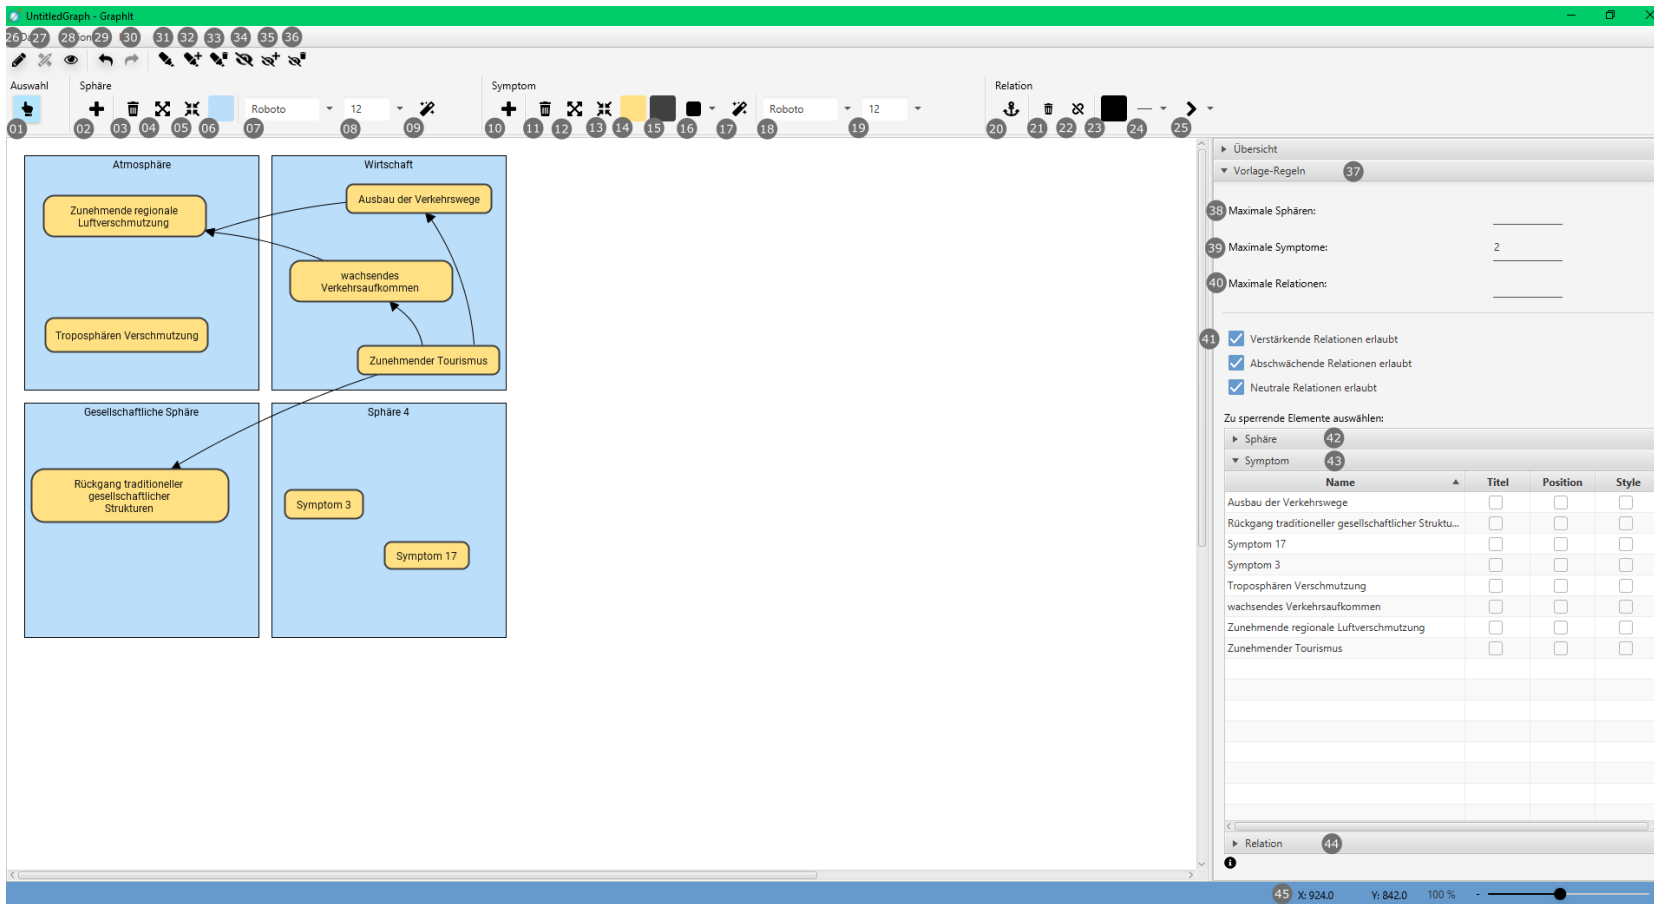 UntitledGraph - GraphIt
26 27 28 29 30 31 32 33 34 35 36
Auswahl Sphäre Symptom Relation
Roboto 12 Roboto 12
01 02 03 04 05 06 07 08 09 10 11 12 13 14 15 16 17 18 19 20 21 22 23 24 25
Atmosphäre
Zunehmende regionale
Luftverschmutzung
Troposphären Verschmutzung
Wirtschaft
Ausbau der Verkehrswege
wachsendes
Verkehrsaufkommen
Zunehmender Tourismus
Gesellschaftliche Sphäre
Rückgang traditioneller
gesellschaftlicher
Strukturen
Sphäre 4
Symptom 3
Symptom 17
Übersicht
Vorlage-Regeln 37
38 Maximale Sphären:
39 Maximale Symptome: 2
40 Maximale Relationen:
41 Verstärkende Relationen erlaubt
Abschwächende Relationen erlaubt
Neutrale Relationen erlaubt
Zu sperrende Elemente auswählen:
Sphäre 42
Symptom 43
Name Titel Position Style
Ausbau der Verkehrswege
Rückgang traditioneller gesellschaftlicher Struktu...
Symptom 17
Symptom 3
Troposphären Verschmutzung
wachsendes Verkehrsaufkommen
Zunehmende regionale Luftverschmutzung
Zunehmender Tourismus
Relation 44
45 X: 924.0 Y: 842.0 100 % -